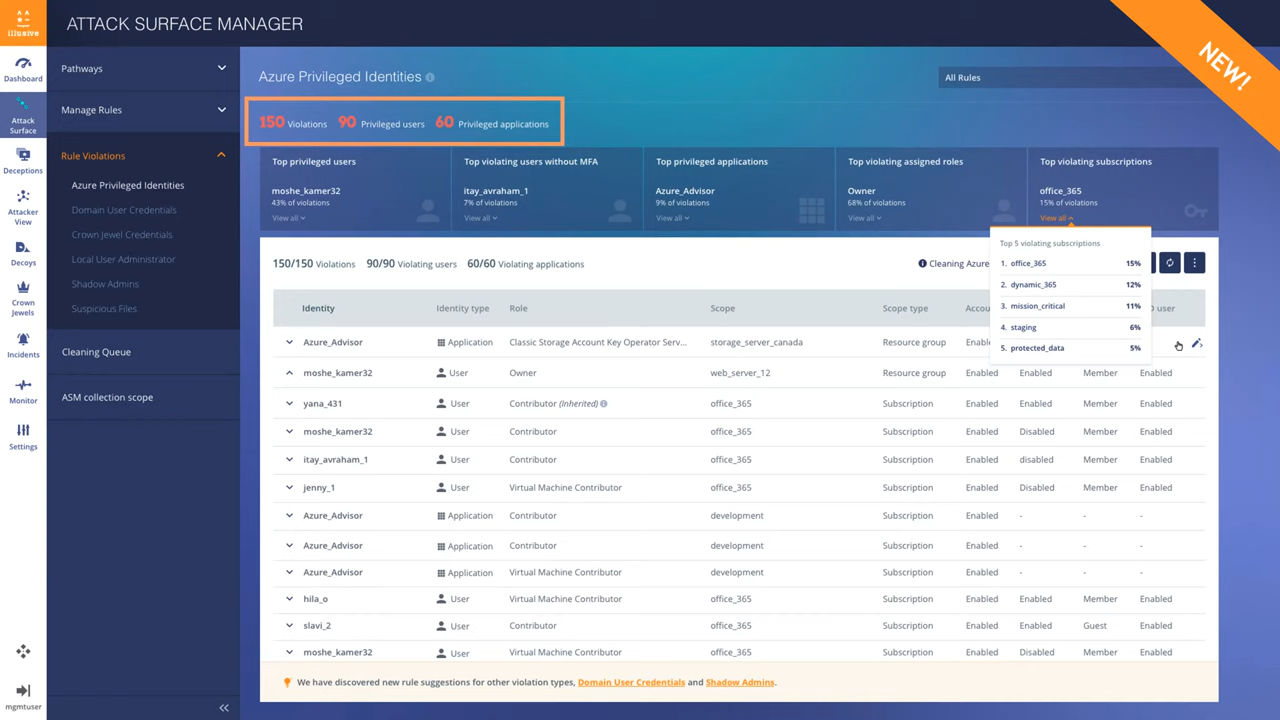 illusive
ATTACK SURFACE MANAGER
NEW!
Dashboard
Attack
Surface
Deceptions
Attacker
View
Decoys
Crown
Jewels
Incidents
Monitor
Settings
mgmtuser
Pathways
Manage Rules
Rule Violations
Azure Privileged Identities
Domain User Credentials
Crown Jewel Credentials
Local User Administrator
Shadow Admins
Suspicious Files
Cleaning Queue
ASM collection scope
Azure Privileged Identities
All Rules
150 Violations 90 Privileged users 60 Privileged applications
Top privileged users
moshe_kamer32
43% of violations
View all
Top violating users without MFA
itay_avraham_1
7% of violations
View all
Top privileged applications
Azure_Advisor
9% of violations
View all
Top violating assigned roles
Owner
68% of violations
View all
Top violating subscriptions
office_365
15% of violations
View all
Top 5 violating subscriptions
1. office_365 15%
2. dynamic_365 12%
3. mission_critical 11%
4. staging 6%
5. protected_data 5%
150/150 Violations 90/90 Violating users 60/60 Violating applications
Cleaning Azure
Identity Identity type Role Scope Scope type user
Azure_Advisor Application Classic Storage Account Key Operator Serv... storage_server_canada Resource group
moshe_kamer32 User Owner web_server_12 Resource group Enabled Enabled Member Enabled
yana_431 User Contributor (Inherited) office_365 Subscription Enabled Enabled Member Enabled
moshe_kamer32 User Contributor office_365 Subscription Enabled Disabled Member Enabled
itay_avraham_1 User Contributor office_365 Subscription Enabled disabled Member Enabled
jenny_1 User Virtual Machine Contributor office_365 Subscription Enabled Disabled Member Enabled
Azure_Advisor Application Contributor development Subscription Enabled - - -
Azure_Advisor Application Contributor development Subscription Enabled - - -
Azure_Advisor Application Virtual Machine Contributor development Subscription Enabled - - -
hila_o User Virtual Machine Contributor office_365 Subscription Enabled Enabled Member Enabled
slavi_2 User Contributor office_365 Subscription Enabled Enabled Guest Enabled
moshe_kamer32 User Virtual Machine Contributor office_365 Subscription Enabled Disabled Member Enabled
We have discovered new rule suggestions for other violation types, Domain User Credentials and Shadow Admins.